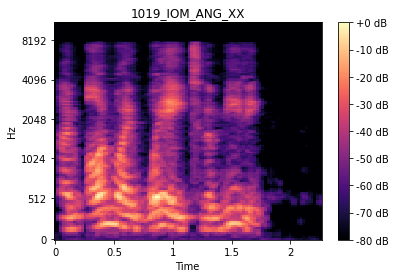 1019_IOM_ANG_XX
+0 dB
8192
-10 dB
4096
-20 dB
-30 dB
Hz
2048
-40 dB
1024
-50 dB
-60 dB
512
-70 dB
0
-80 dB
0 0.5 1 1.5 2
Time